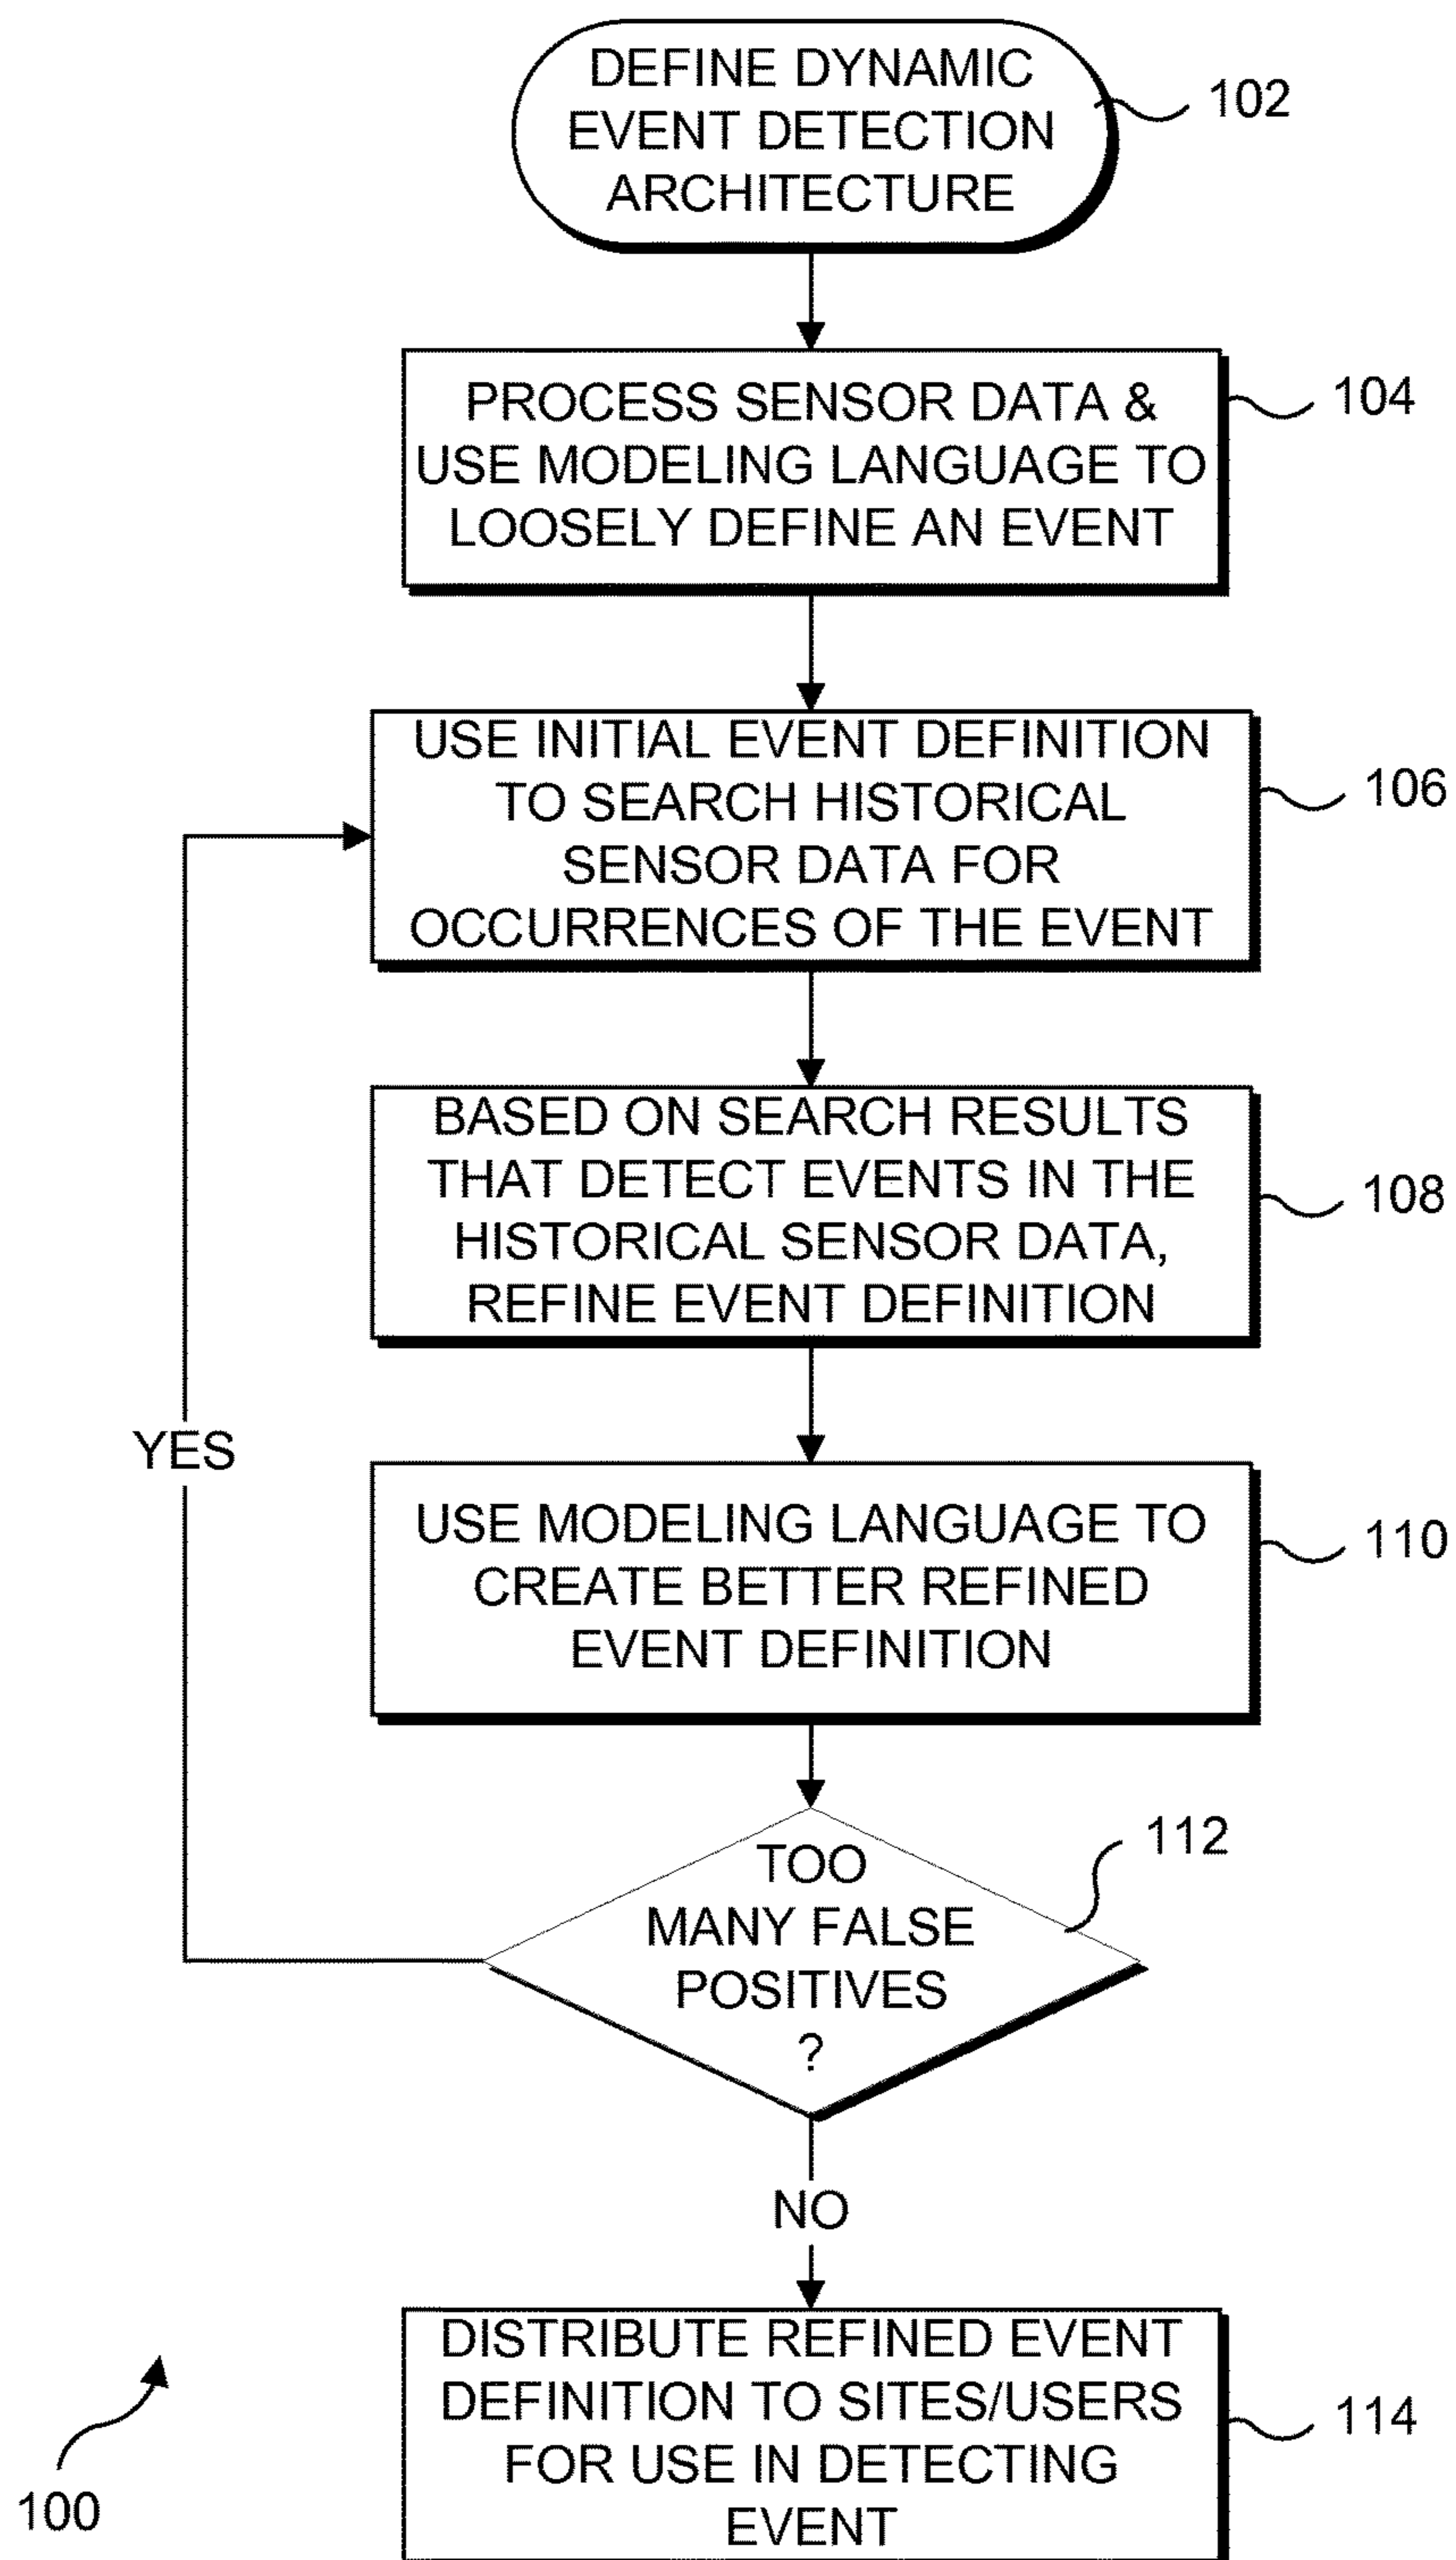 DEFINE DYNAMIC
EVENT DETECTION
ARCHITECTURE
102
PROCESS SENSOR DATA &
USE MODELING LANGUAGE TO
LOOSELY DEFINE AN EVENT
104
USE INITIAL EVENT DEFINITION
TO SEARCH HISTORICAL
SENSOR DATA FOR
OCCURRENCES OF THE EVENT
106
BASED ON SEARCH RESULTS
THAT DETECT EVENTS IN THE
HISTORICAL SENSOR DATA,
REFINE EVENT DEFINITION
108
YES
USE MODELING LANGUAGE TO
CREATE BETTER REFINED
EVENT DEFINITION
110
TOO
MANY FALSE
POSITIVES
?
112
NO
DISTRIBUTE REFINED EVENT
DEFINITION TO SITES/USERS
FOR USE IN DETECTING
EVENT
114
100